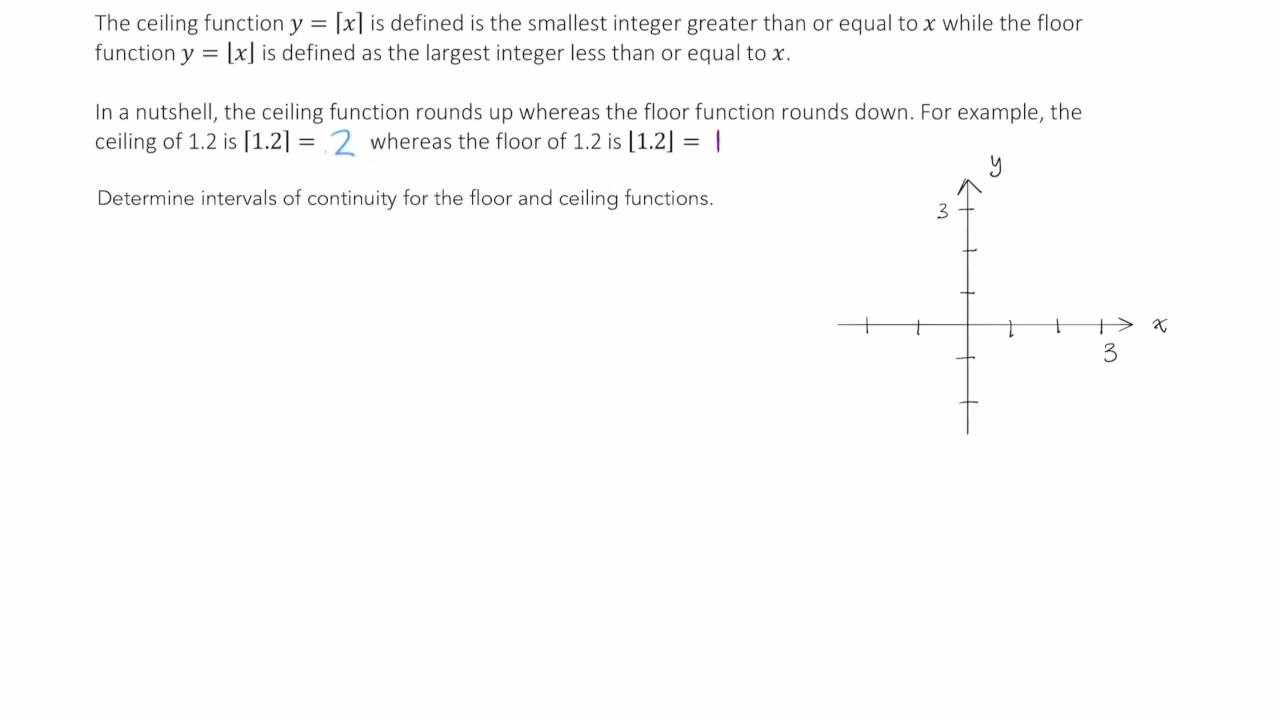 The ceiling function y = ⌈x⌉ is defined is the smallest integer greater than or equal to x while the floor
function y = ⌊x⌋ is defined as the largest integer less than or equal to x.
In a nutshell, the ceiling function rounds up whereas the floor function rounds down. For example, the
ceiling of 1.2 is ⌈1.2⌉ = 2 whereas the floor of 1.2 is ⌊1.2⌋ = 1
Determine intervals of continuity for the floor and ceiling functions.
y
3
x
3